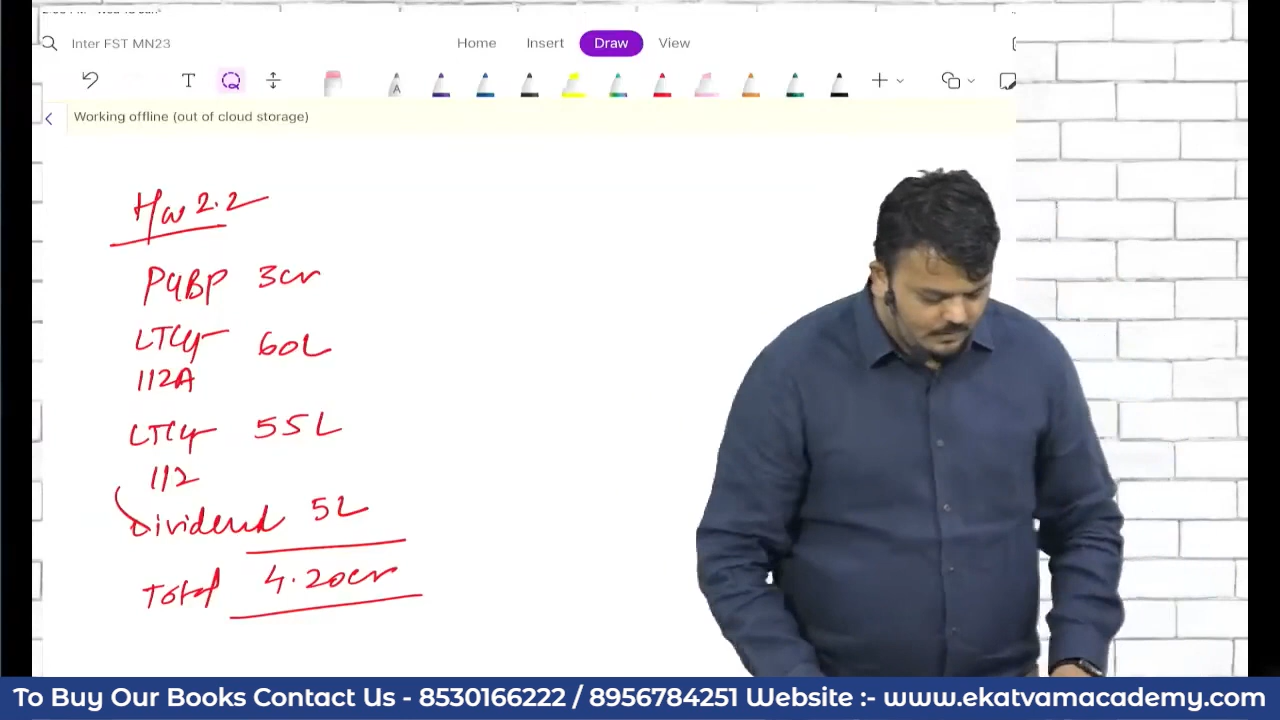 Inter FST MN23
Home Insert Draw View
T
A
Working offline (out of cloud storage)
Hw 2.2
PGBP 3cr
LTCG 60L
112A
LTCG 55L
112
Dividend 5L
Total 4.20cr
To Buy Our Books Contact Us - 8530166222 / 8956784251 Website :- www.ekatvamacademy.com